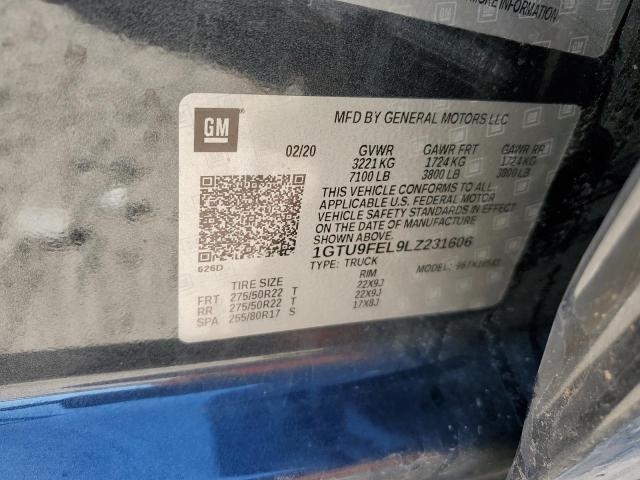 MORE INFORMATION
GM
MFD BY GENERAL MOTORS LLC
02/20 GVWR GAWR FRT GAWR RR
3221 KG 1724 KG 1724 KG
7100 LB 3800 LB 3800 LB
THIS VEHICLE CONFORMS TO ALL
APPLICABLE U.S. FEDERAL MOTOR
VEHICLE SAFETY STANDARDS IN EFFECT
ON THE DATE OF MANUFACTURE
626D
1GTU9FEL9LZ231606
TYPE: TRUCK MODEL:
TIRE SIZE RIM
FRT 275/50R22 T 22X9J
RR 275/50R22 T 22X9J
SPA 255/80R17 S 17X8J